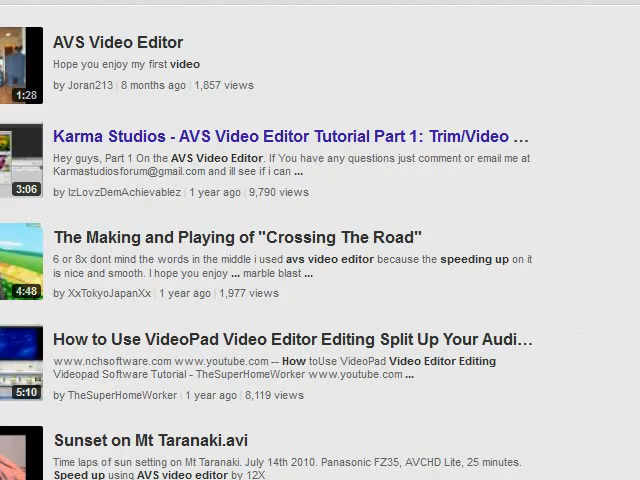 AVS Video Editor
Hope you enjoy my first video
by Joran213 | 8 months ago | 1,857 views
1:28
Karma Studios - AVS Video Editor Tutorial Part 1: Trim/Video ...
Hey guys, Part 1 On the AVS Video Editor. If You have any questions just comment or email me at
Karmastudiosforum@gmail.com and ill see if i can ...
3:06
by IzLovzDemAchievablez | 1 year ago | 9,790 views
The Making and Playing of "Crossing The Road"
6 or 8x dont mind the words in the middle i used avs video editor because the speeding up on it
is nice and smooth. I hope you enjoy ... marble blast ...
4:48
by XxTokyoJapanXx | 1 year ago | 1,977 views
How to Use VideoPad Video Editor Editing Split Up Your Audi...
www.nchsoftware.com www.youtube.com -- How toUse VideoPad Video Editor Editing
Videopad Software Tutorial - TheSuperHomeWorker www.youtube.com ...
5:10
by TheSuperHomeWorker | 1 year ago | 8,119 views
Sunset on Mt Taranaki.avi
Time laps of sun setting on Mt Taranaki. July 14th 2010. Panasonic FZ35, AVCHD Lite, 25 minutes.
Speed up using AVS video editor by 12X